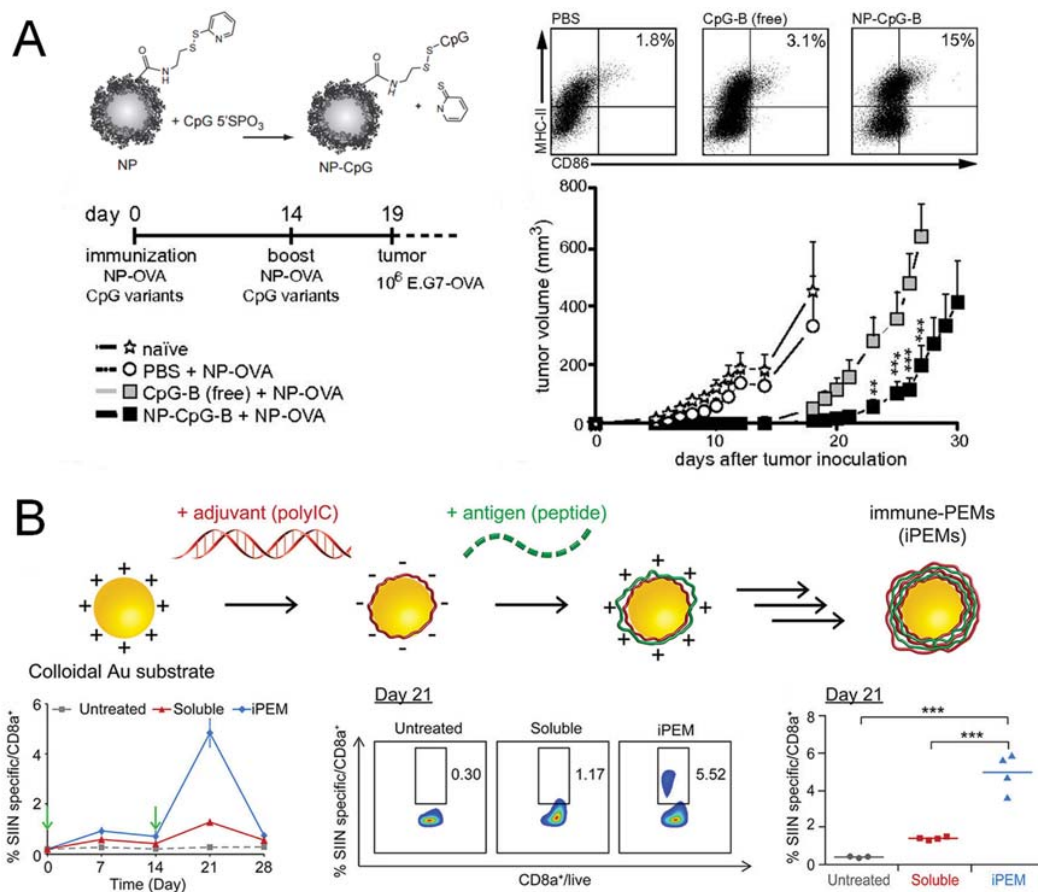 A
O
N
H
S
S
N
CpG
O
N
H
S
S
S
N
+
+ CpG 5'SPO3
NP
NP-CpG
PBS
CpG-B (free)
NP-CpG-B
1.8%
3.1%
15%
MHC-II
CD86
day 0
14
19
immunization
boost
tumor
NP-OVA
NP-OVA
10⁶ E.G7-OVA
CpG variants
CpG variants
naïve
PBS + NP-OVA
CpG-B (free) + NP-OVA
NP-CpG-B + NP-OVA
tumor volume (mm³)
800
600
400
200
0
0
10
20
30
**
***
***
***
days after tumor inoculation
B
+ adjuvant (polyIC)
+ antigen (peptide)
immune-PEMs
(iPEMs)
Colloidal Au substrate
Untreated
Soluble
iPEM
% SIIN specific/CD8a⁺
6
4
2
0
0
7
14
21
28
Time (Day)
Day 21
Untreated
Soluble
iPEM
0.30
1.17
5.52
% SIIN specific/CD8a⁺
CD8a⁺/live
Day 21
***
***
% SIIN specific/CD8a⁺
8
6
4
2
0
Untreated
Soluble
iPEM